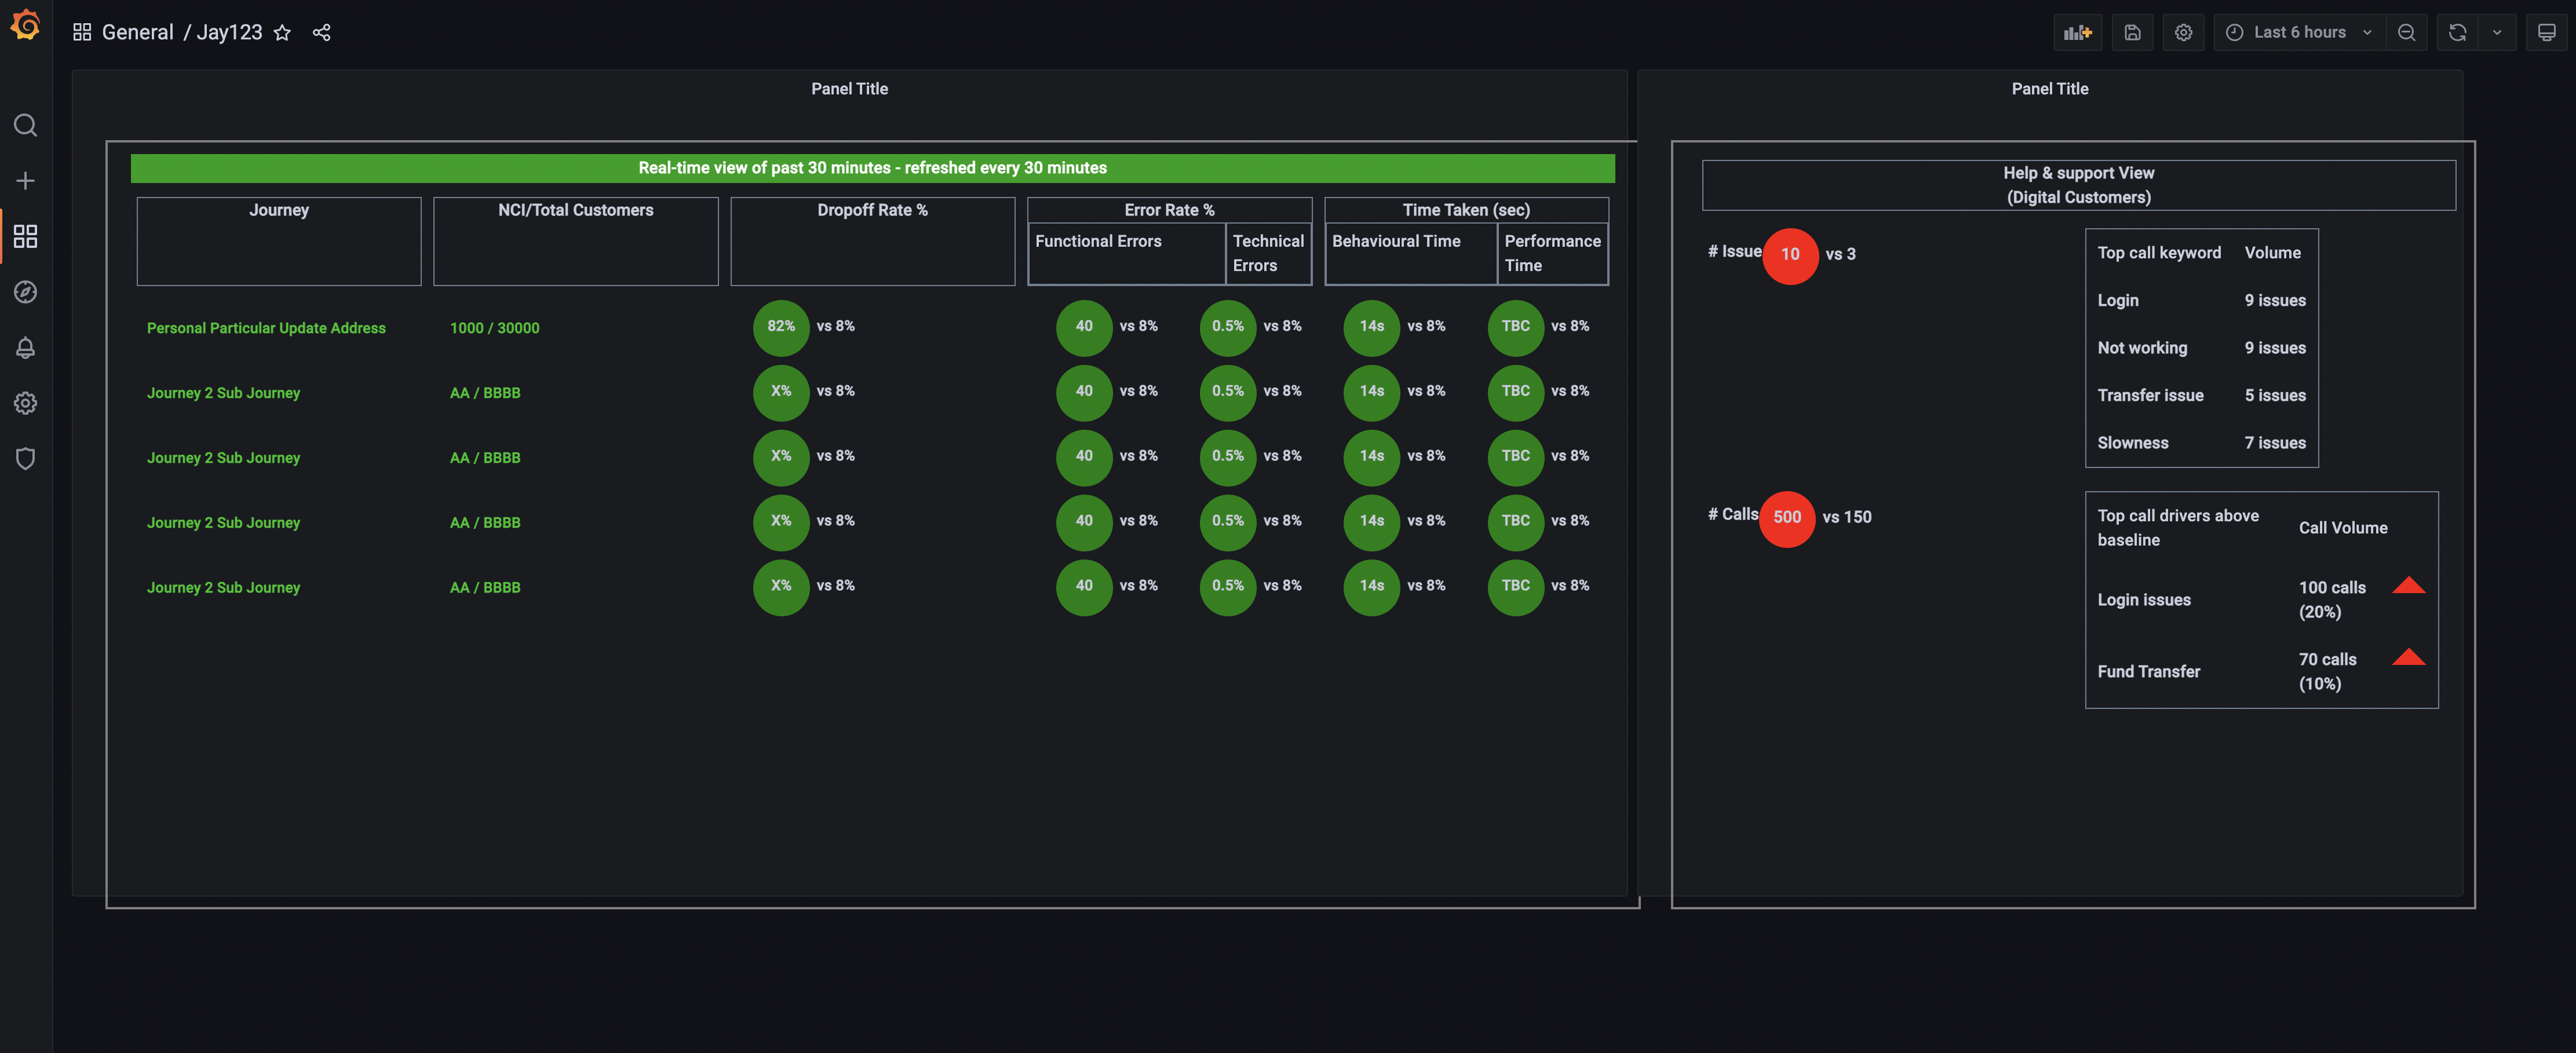 General / Jay123
Last 6 hours
Panel Title
Real-time view of past 30 minutes - refreshed every 30 minutes
Journey NCI/Total Customers Dropoff Rate % Error Rate % Time Taken (sec)
Functional Errors Technical Errors Behavioural Time Performance Time
Personal Particular Update Address 1000 / 30000 82% vs 8% 40 vs 8% 0.5% vs 8% 14s vs 8% TBC vs 8%
Journey 2 Sub Journey AA / BBBB X% vs 8% 40 vs 8% 0.5% vs 8% 14s vs 8% TBC vs 8%
Journey 2 Sub Journey AA / BBBB X% vs 8% 40 vs 8% 0.5% vs 8% 14s vs 8% TBC vs 8%
Journey 2 Sub Journey AA / BBBB X% vs 8% 40 vs 8% 0.5% vs 8% 14s vs 8% TBC vs 8%
Journey 2 Sub Journey AA / BBBB X% vs 8% 40 vs 8% 0.5% vs 8% 14s vs 8% TBC vs 8%
Panel Title
Help & support View
(Digital Customers)
# Issue 10 vs 3
Top call keyword Volume
Login 9 issues
Not working 9 issues
Transfer issue 5 issues
Slowness 7 issues
# Calls 500 vs 150
Top call drivers above baseline Call Volume
Login issues 100 calls (20%)
Fund Transfer 70 calls (10%)